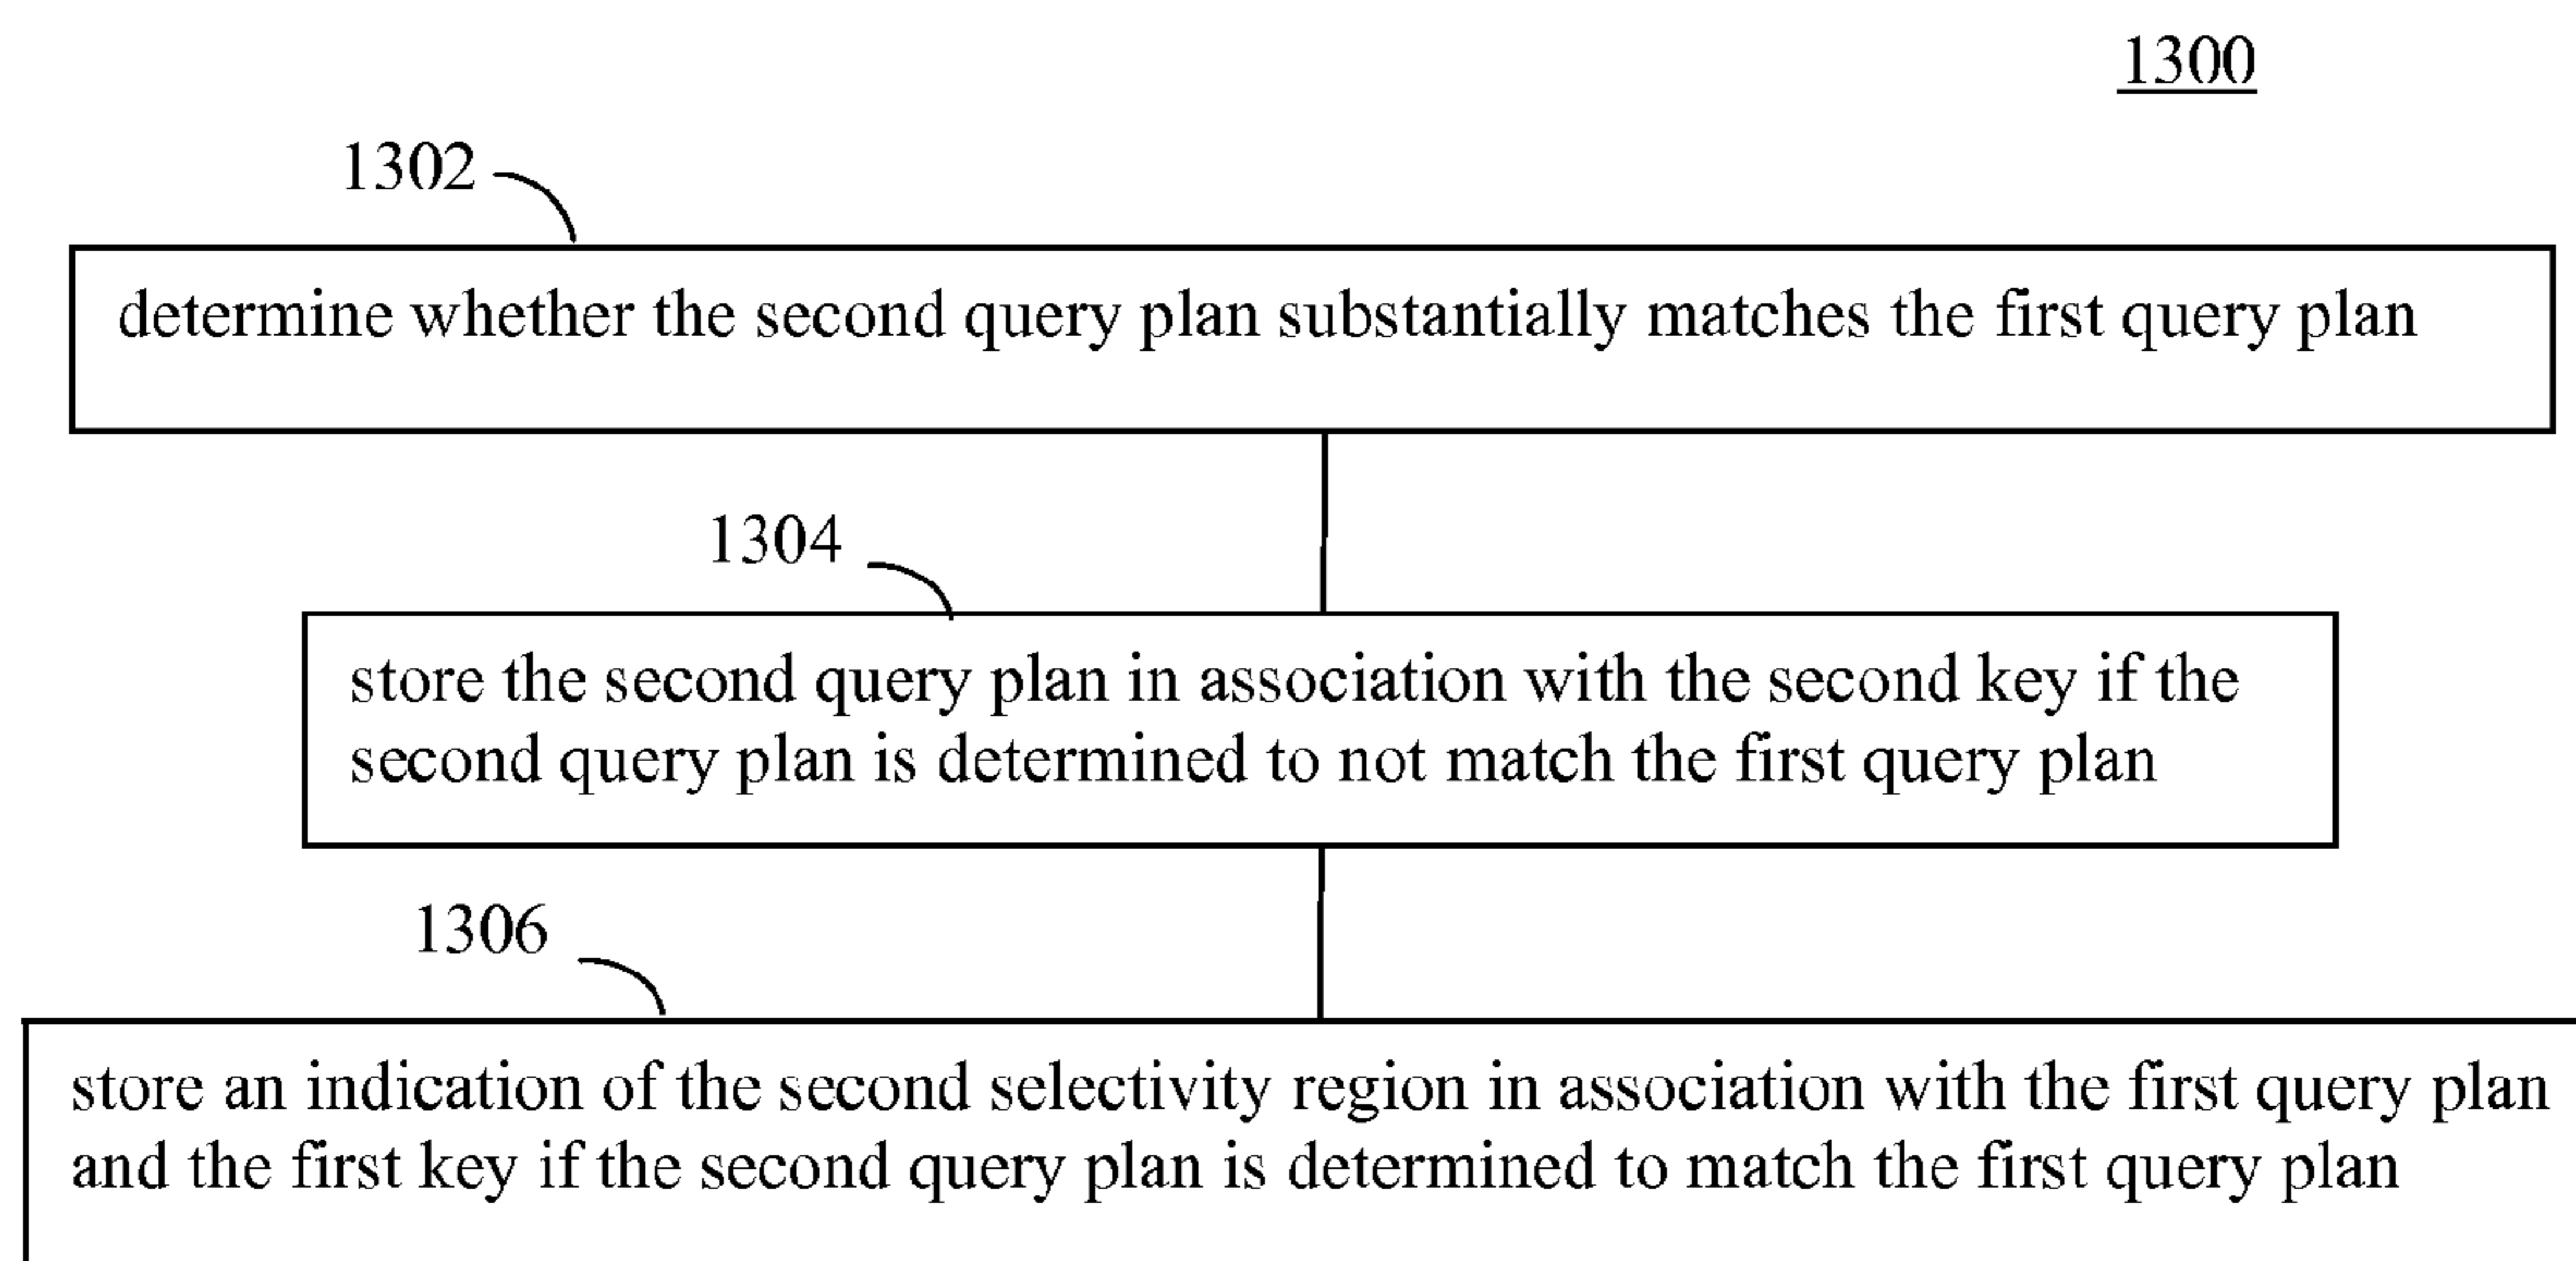 1300
1302
determine whether the second query plan substantially matches the first query plan
1304
store the second query plan in association with the second key if the
second query plan is determined to not match the first query plan
1306
store an indication of the second selectivity region in association with the first query plan
and the first key if the second query plan is determined to match the first query plan